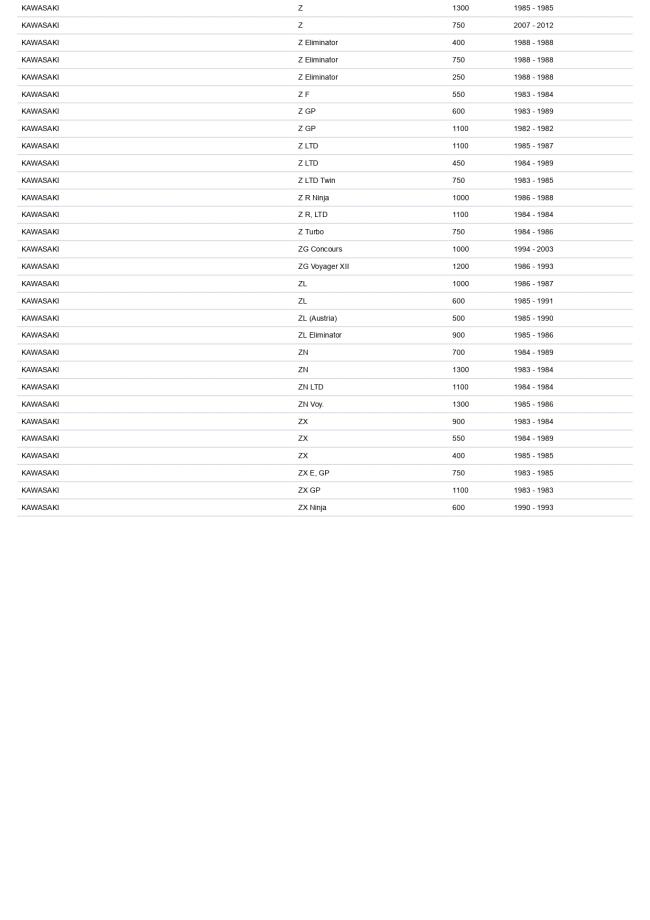 KAWASAKI Z 1300 1985 - 1985
KAWASAKI Z 750 2007 - 2012
KAWASAKI Z Eliminator 400 1988 - 1988
KAWASAKI Z Eliminator 750 1988 - 1988
KAWASAKI Z Eliminator 250 1988 - 1988
KAWASAKI Z F 550 1983 - 1984
KAWASAKI Z GP 600 1983 - 1989
KAWASAKI Z GP 1100 1982 - 1982
KAWASAKI Z LTD 1100 1985 - 1987
KAWASAKI Z LTD 450 1984 - 1989
KAWASAKI Z LTD Twin 750 1983 - 1985
KAWASAKI Z R Ninja 1000 1986 - 1988
KAWASAKI Z R, LTD 1100 1984 - 1984
KAWASAKI Z Turbo 750 1984 - 1986
KAWASAKI ZG Concours 1000 1994 - 2003
KAWASAKI ZG Voyager XII 1200 1986 - 1993
KAWASAKI ZL 1000 1986 - 1987
KAWASAKI ZL 600 1985 - 1991
KAWASAKI ZL (Austria) 500 1985 - 1990
KAWASAKI ZL Eliminator 900 1985 - 1986
KAWASAKI ZN 700 1984 - 1989
KAWASAKI ZN 1300 1983 - 1984
KAWASAKI ZN LTD 1100 1984 - 1984
KAWASAKI ZN Voy. 1300 1985 - 1986
KAWASAKI ZX 900 1983 - 1984
KAWASAKI ZX 550 1984 - 1989
KAWASAKI ZX 400 1985 - 1985
KAWASAKI ZX E, GP 750 1983 - 1985
KAWASAKI ZX GP 1100 1983 - 1983
KAWASAKI ZX Ninja 600 1990 - 1993